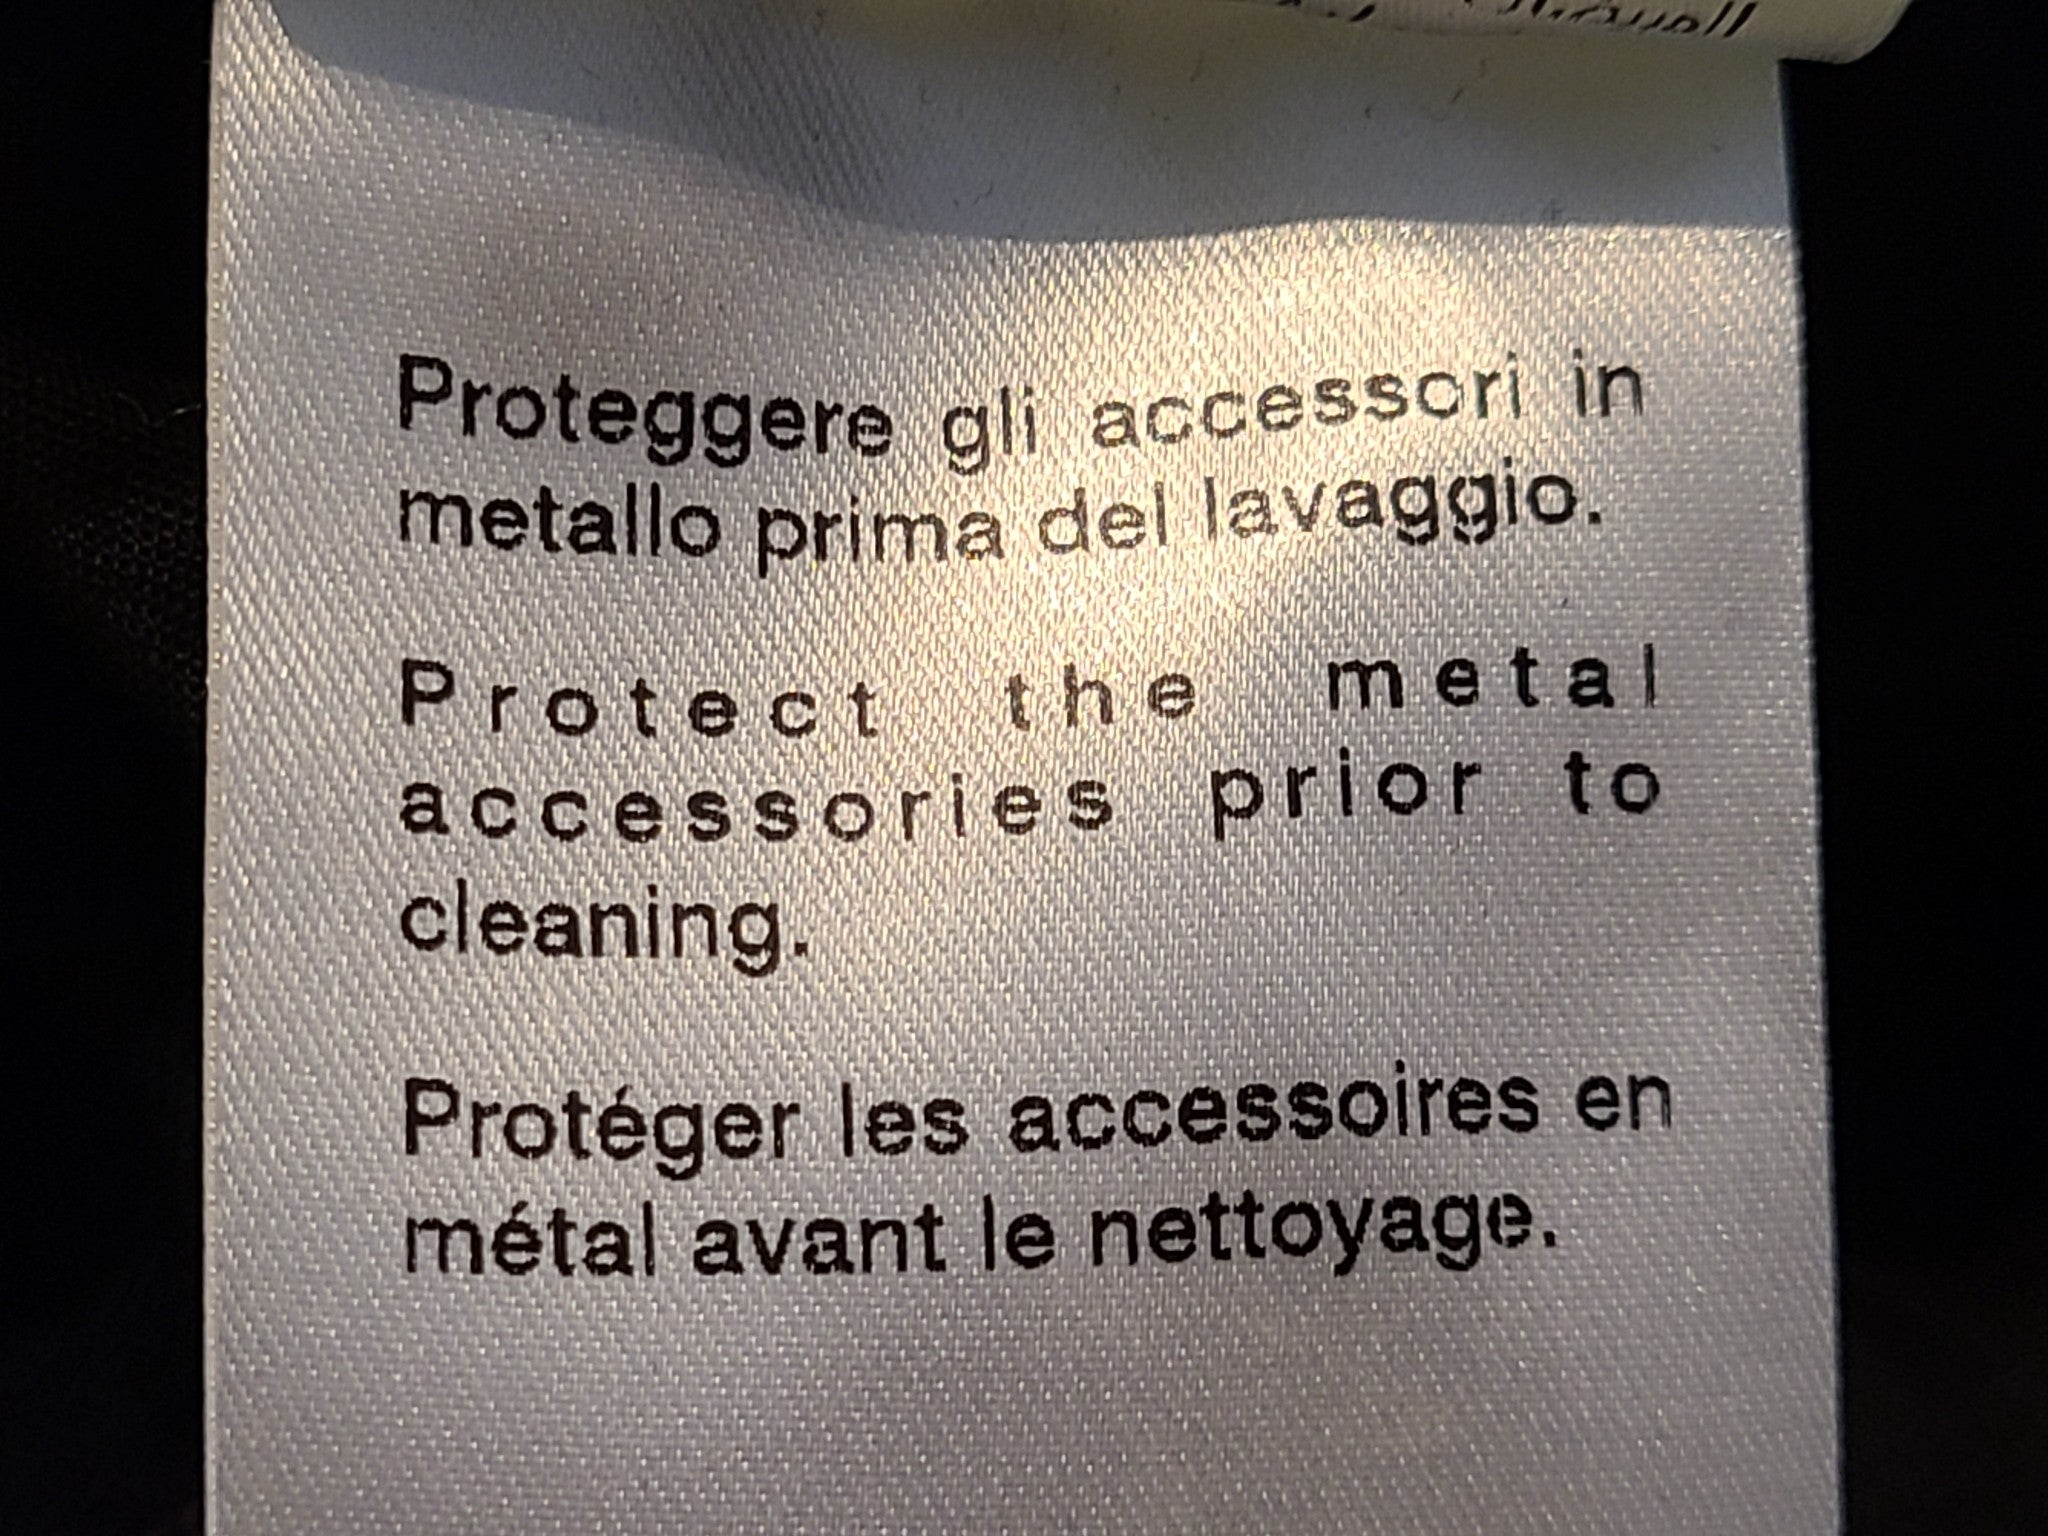 Proteggere gli accessori in
metallo prima del lavaggio.
Protect the metal
accessories prior to
cleaning.
Protéger les accessoires en
métal avant le nettoyage.